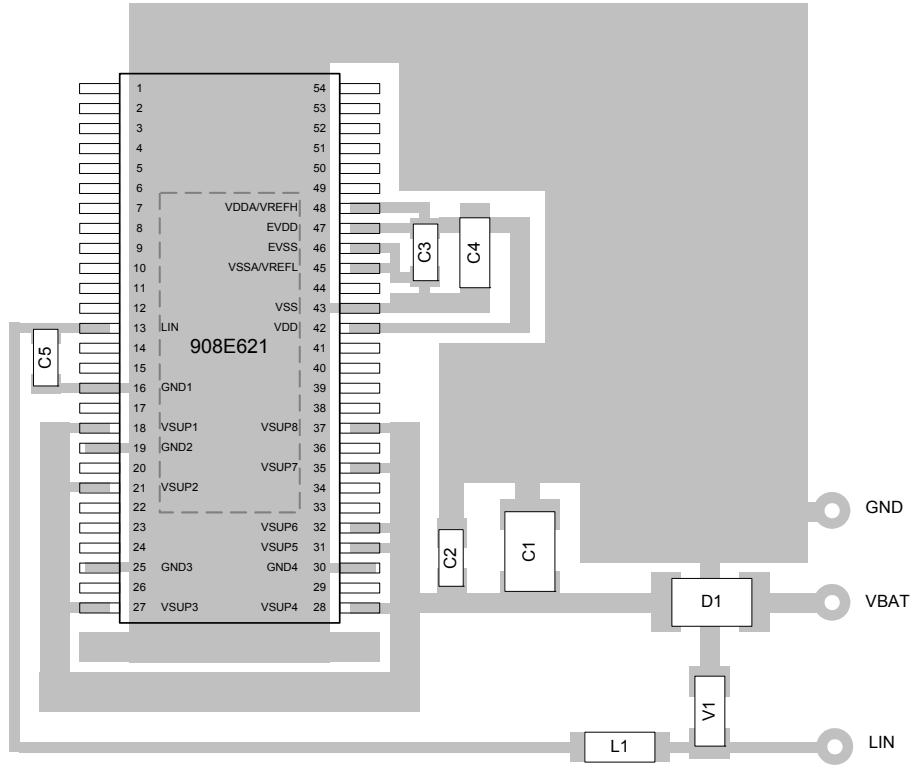 1 54
2 53
3 52
4 51
5 50
6 49
7 VDDA/VREFH 48
8 EVDD 47
9 EVSS 46
10 VSSA/VREFL 45
11 44
12 VSS 43
13 LIN VDD 42
14 908E621 41
15 40
16 GND1 39
17 38
18 VSUP1 VSUP8 37
19 GND2 36
20 VSUP7 35
21 VSUP2 34
22 33
23 VSUP6 32
24 VSUP5 31
25 GND3 GND4 30
26 29
27 VSUP3 VSUP4 28
C3
C4
C5
C2
C1
GND
D1
VBAT
V1
L1
LIN